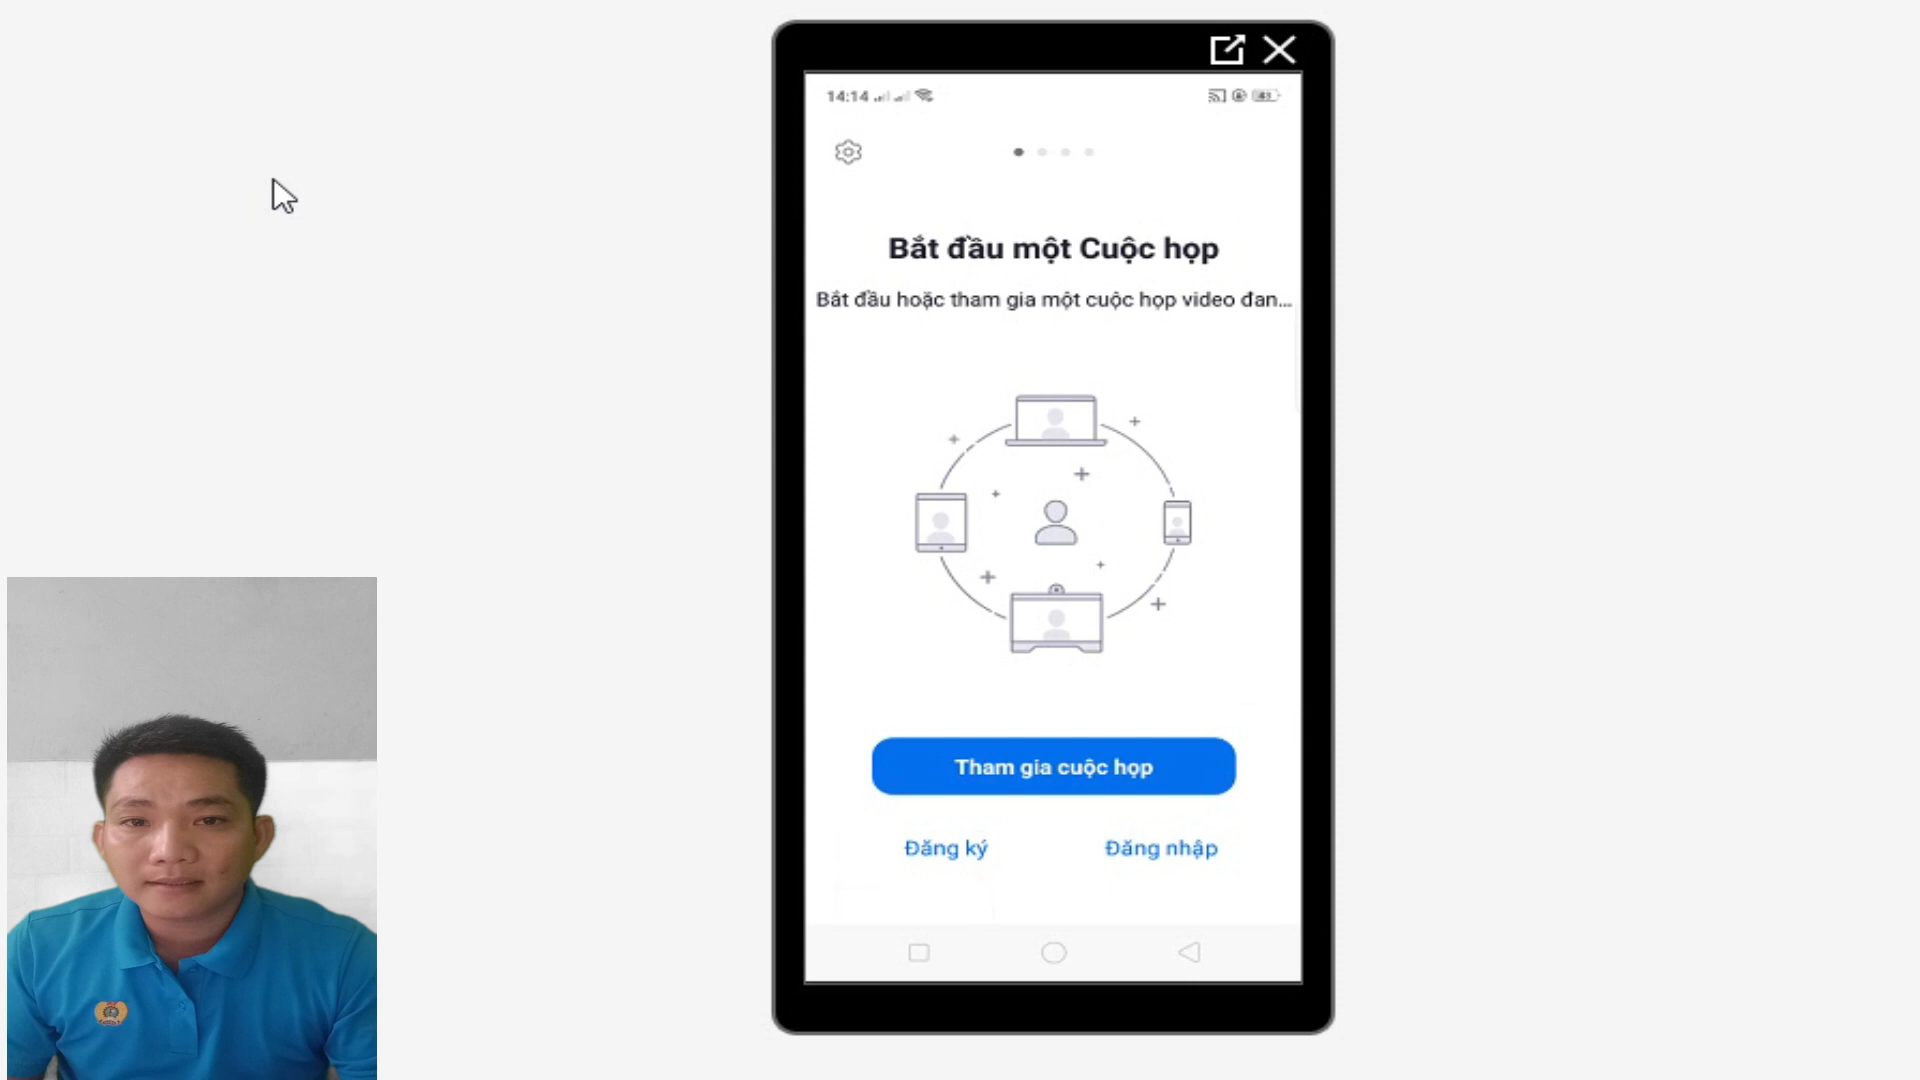 14:14
Bắt đầu một Cuộc họp
Bắt đầu hoặc tham gia một cuộc họp video đan...
Tham gia cuộc họp
Đăng ký
Đăng nhập